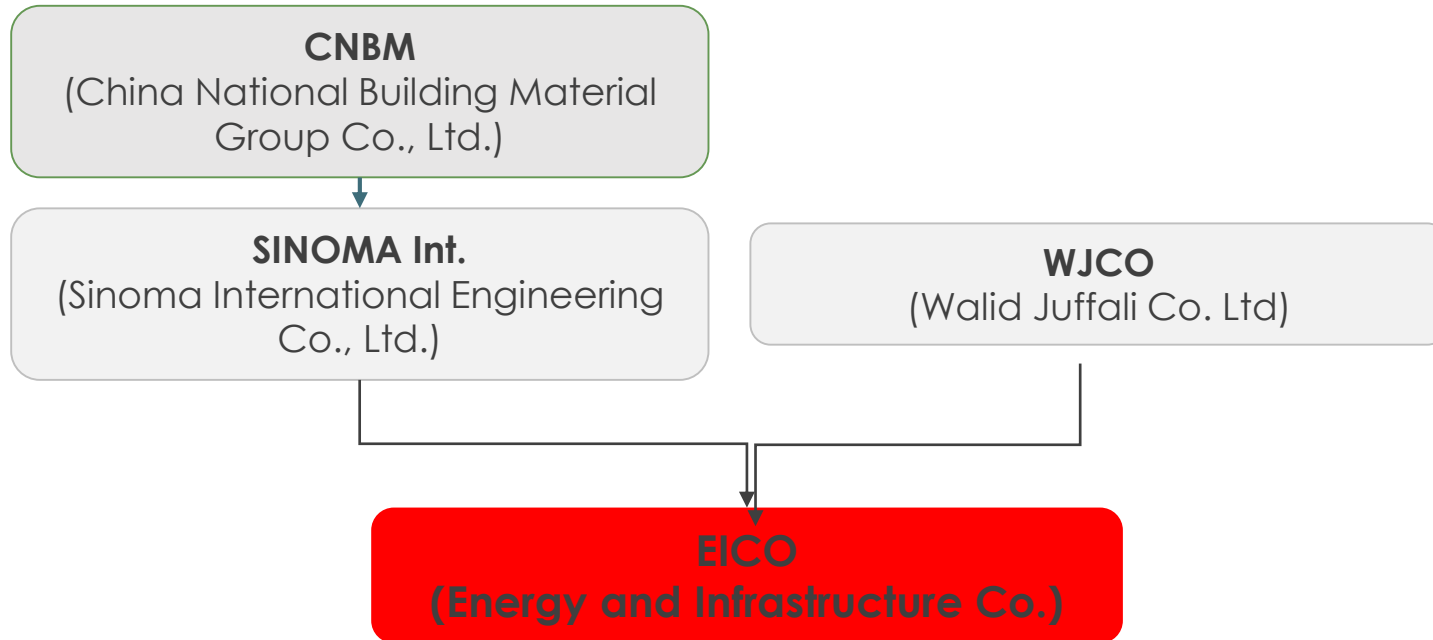 CNBM
(China National Building Material
Group Co., Ltd.)
SINOMA Int.
(Sinoma International Engineering
Co., Ltd.)
WJCO
(Walid Juffali Co. Ltd)
EICO
(Energy and Infrastructure Co.)